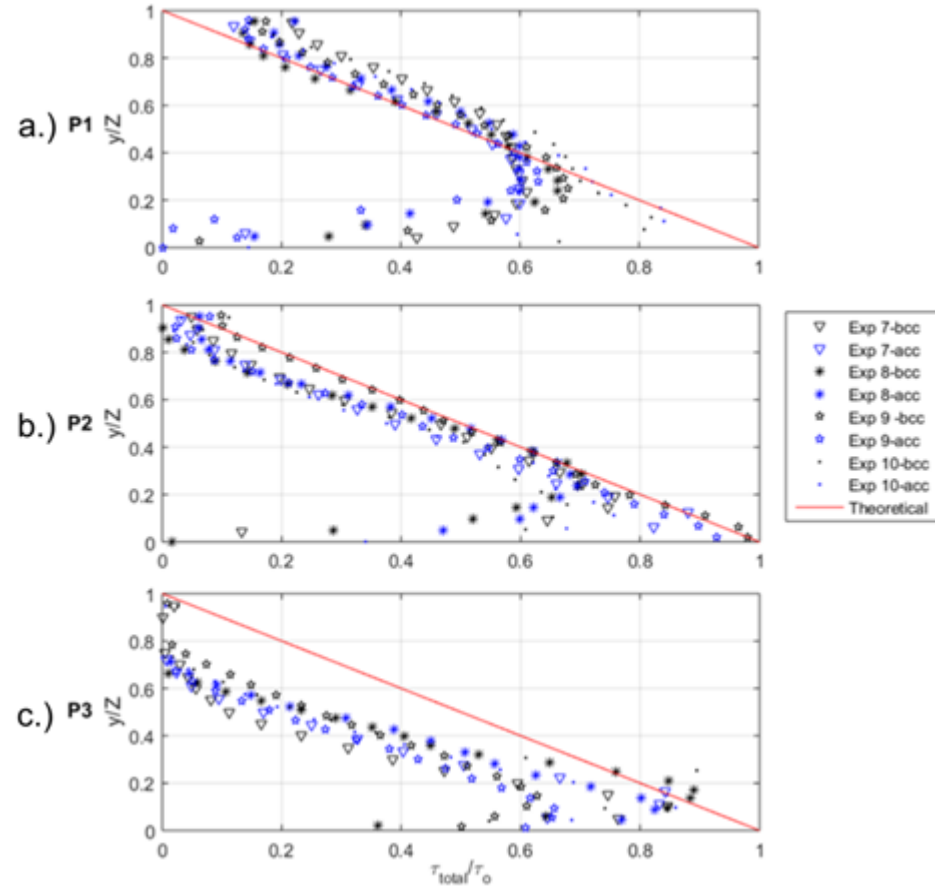 a.) P1
y/Z
1
0.8
0.6
0.4
0.2
0
0 0.2 0.4 0.6 0.8 1
b.) P2
y/Z
1
0.8
0.6
0.4
0.2
0
0 0.2 0.4 0.6 0.8 1
Exp 7-bcc
Exp 7-acc
Exp 8-bcc
Exp 8-acc
Exp 9 -bcc
Exp 9-acc
Exp 10-bcc
Exp 10-acc
Theoretical
c.) P3
y/Z
1
0.8
0.6
0.4
0.2
0
0 0.2 0.4 0.6 0.8 1
τtotal/τo